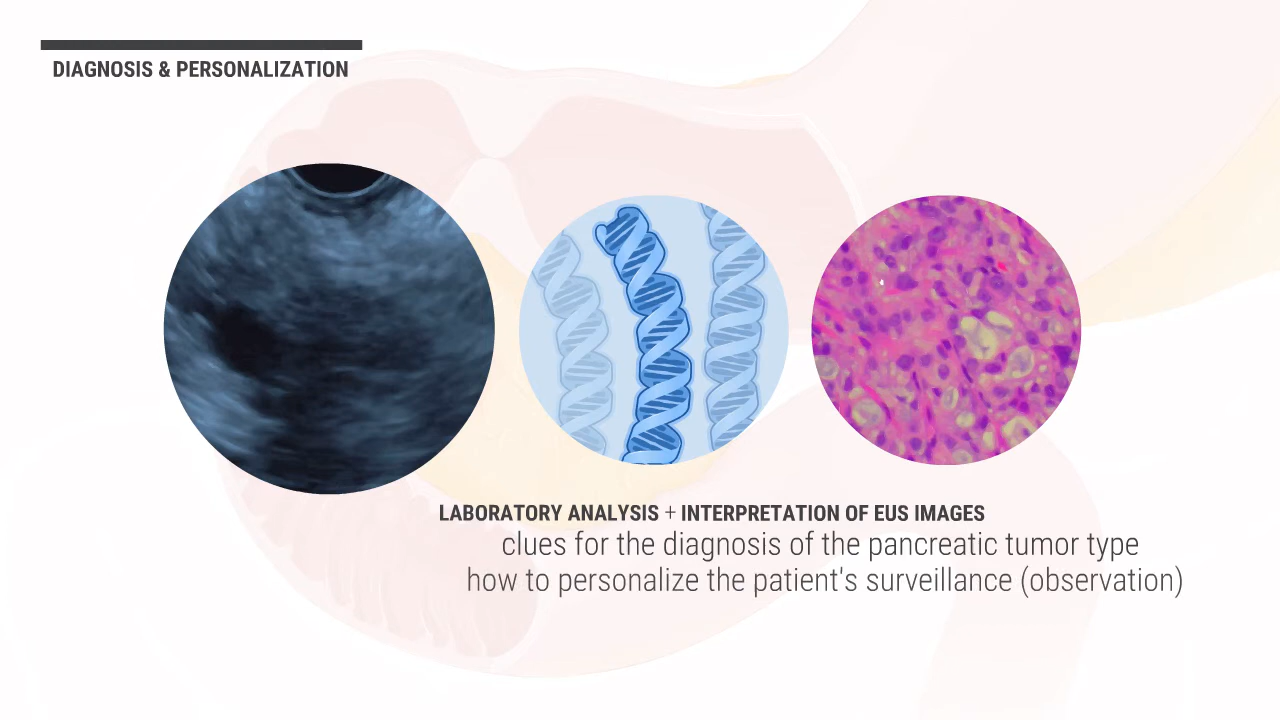 DIAGNOSIS & PERSONALIZATION
LABORATORY ANALYSIS + INTERPRETATION OF EUS IMAGES
clues for the diagnosis of the pancreatic tumor type
how to personalize the patient's surveillance (observation)